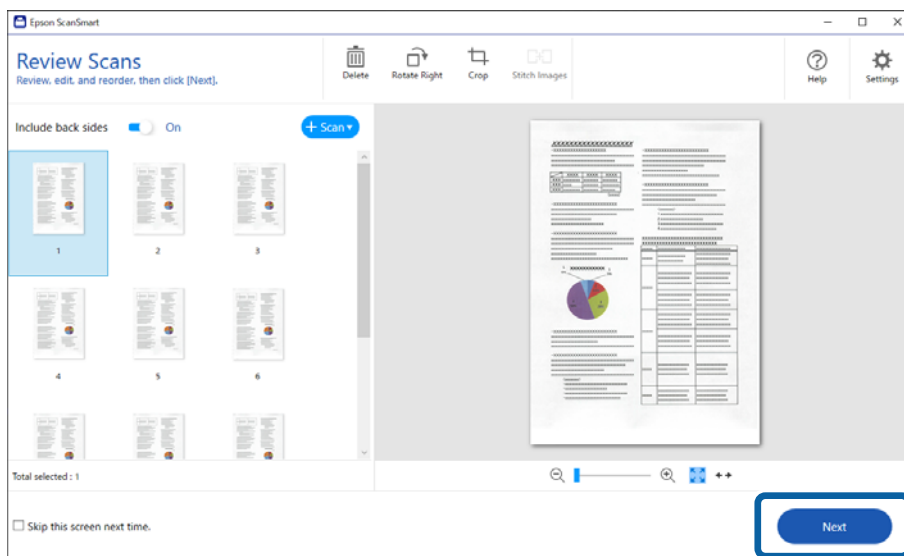 Epson ScanSmart
Review Scans
Review, edit, and reorder, then click [Next].
Delete
Rotate Right
Crop
Stitch Images
Help
Settings
Include back sides
On
+ Scan
1
2
3
4
5
6
Total selected : 1
Skip this screen next time.
Next